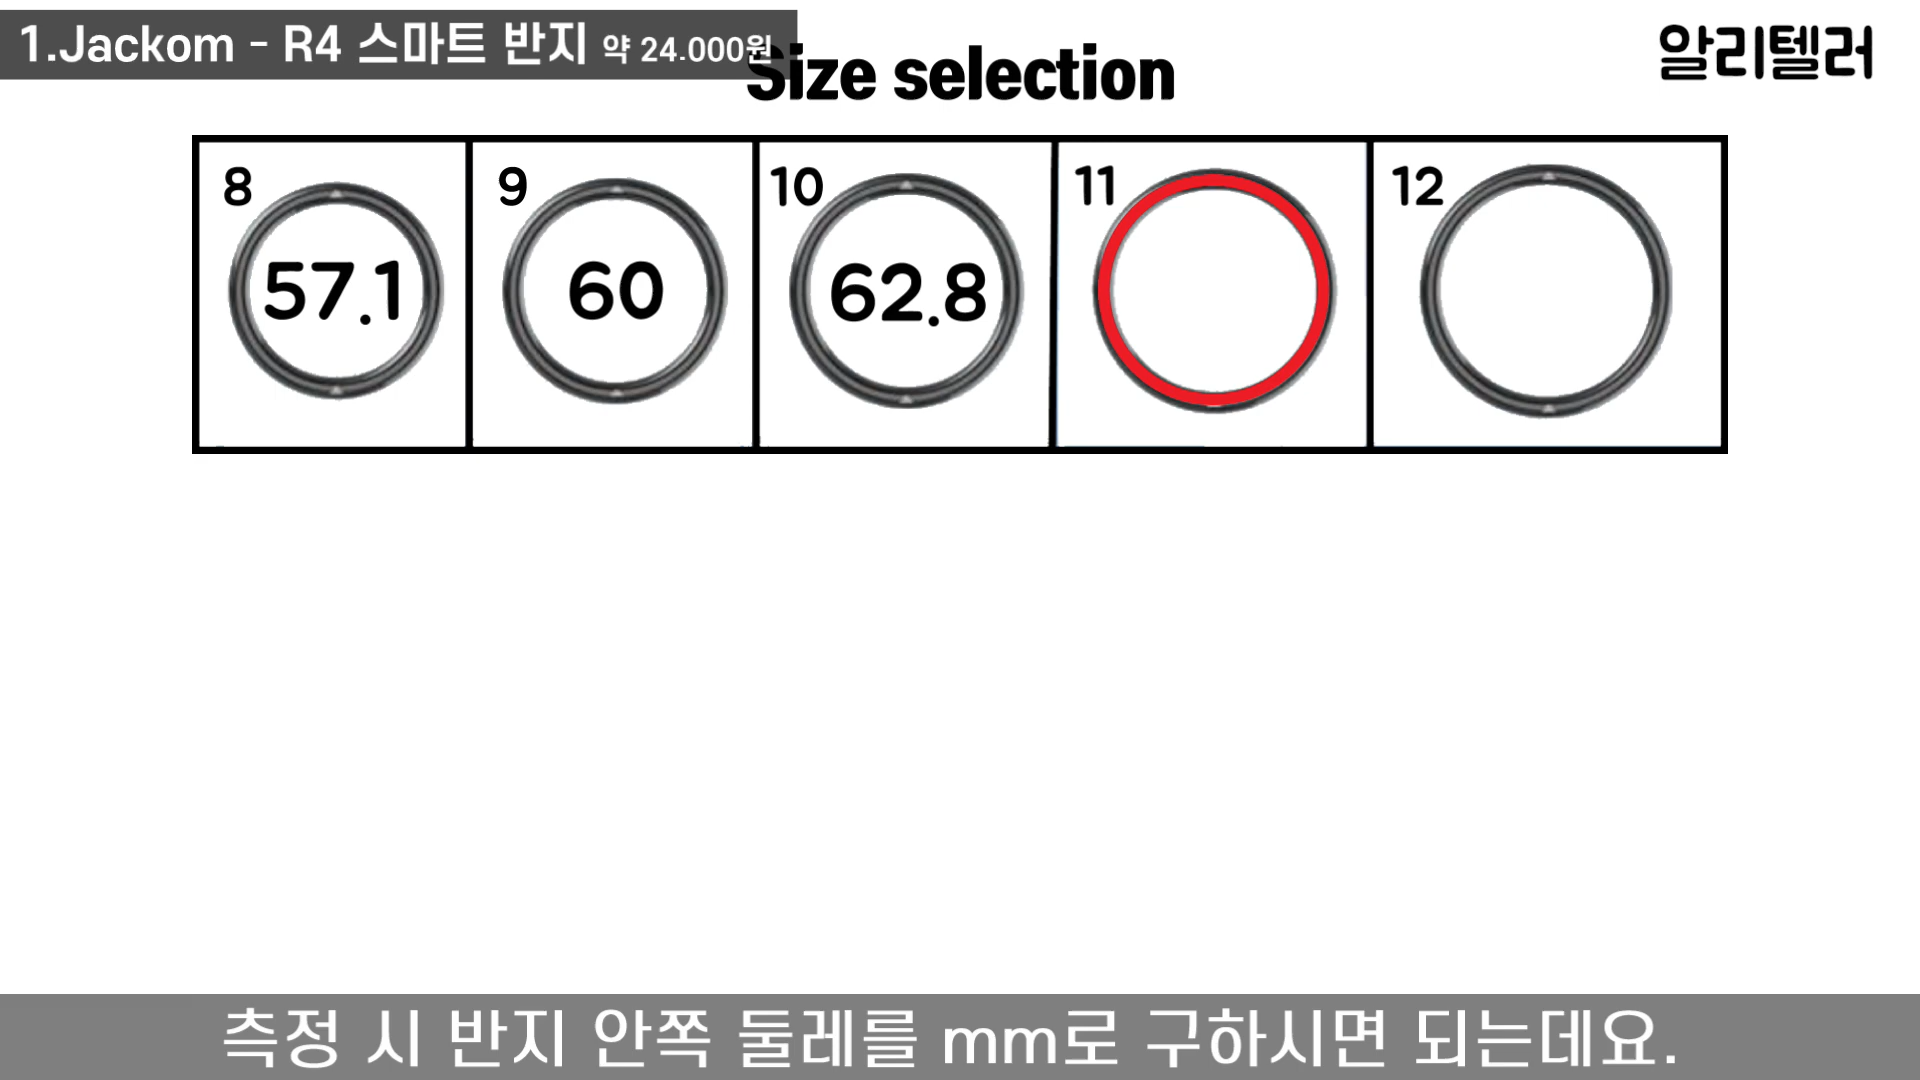 1.Jackom - R4 스마트 반지 약 24.000원
알리텔러
Size selection
8 9 10 11 12
57.1 60 62.8
측정 시 반지 안쪽 둘레를 mm로 구하시면 되는데요.